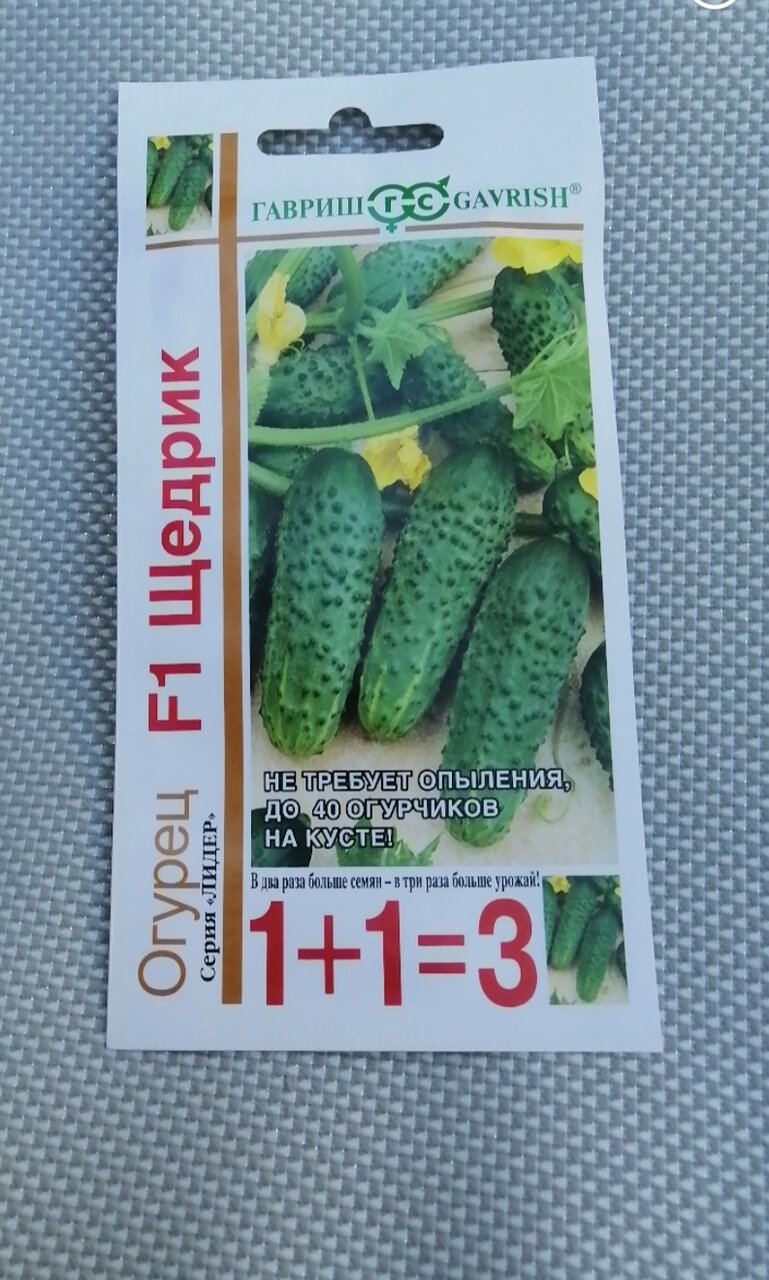 ГАВРИШ ГС GAVRISH®
Огурец F1 Щедрик
Серия «ЛИДЕР»
НЕ ТРЕБУЕТ ОПЫЛЕНИЯ,
ДО 40 ОГУРЧИКОВ
НА КУСТЕ!
В два раза больше семян – в три раза больше урожай!
1+1=3